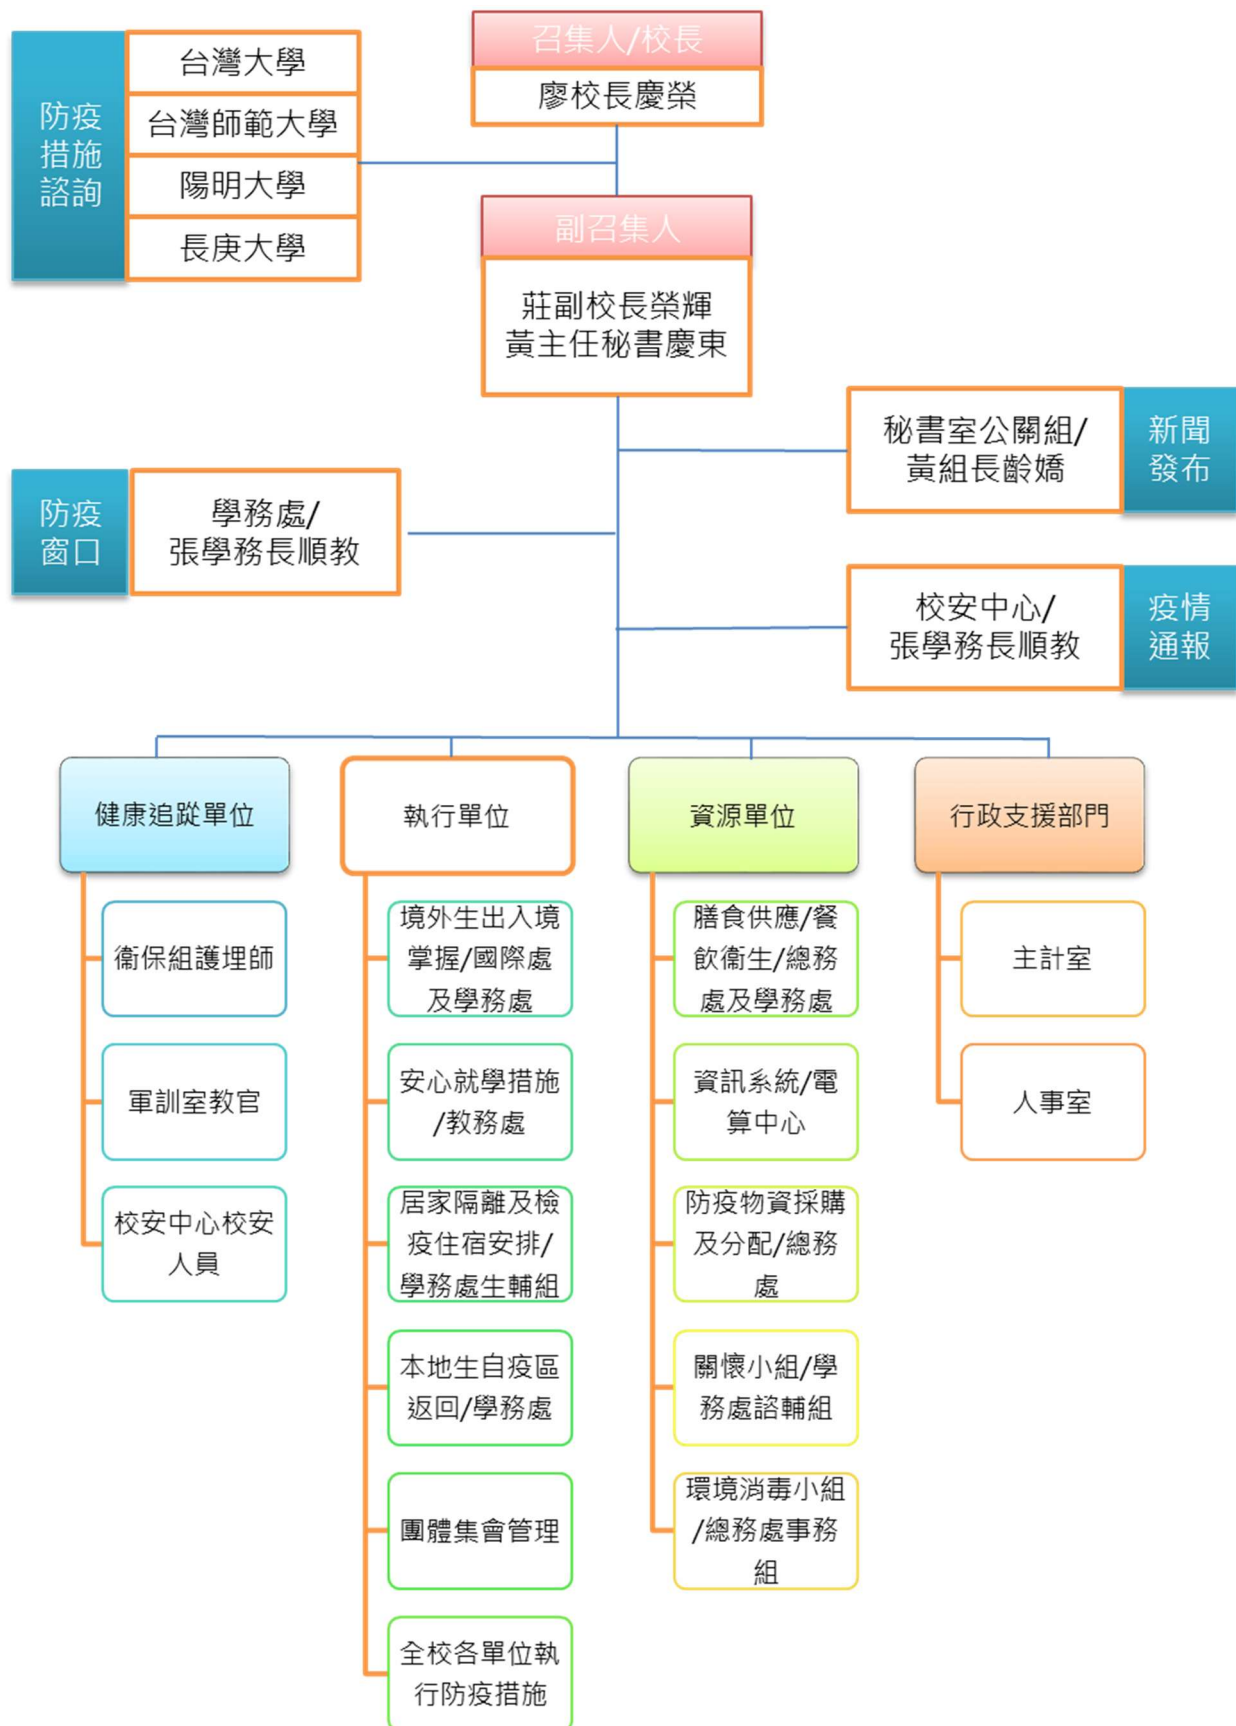 召集人/校長
廖校長慶榮
防疫
措施
諮詢
台灣大學
台灣師範大學
陽明大學
長庚大學
副召集人
莊副校長榮輝
黃主任秘書慶東
秘書室公關組/
黃組長齡嬌
新聞
發布
防疫
窗口
學務處/
張學務長順教
校安中心/
張學務長順教
疫情
通報
健康追蹤單位
衛保組護理師
軍訓室教官
校安中心校安
人員
執行單位
境外生出入境
掌握/國際處
及學務處
安心就學措施
/教務處
居家隔離及檢
疫住宿安排/
學務處生輔組
本地生自疫區
返回/學務處
團體集會管理
全校各單位執
行防疫措施
資源單位
膳食供應/餐
飲衛生/總務
處及學務處
資訊系統/電
算中心
防疫物資採購
及分配/總務
處
關懷小組/學
務處諮輔組
環境消毒小組
/總務處事務
組
行政支援部門
主計室
人事室